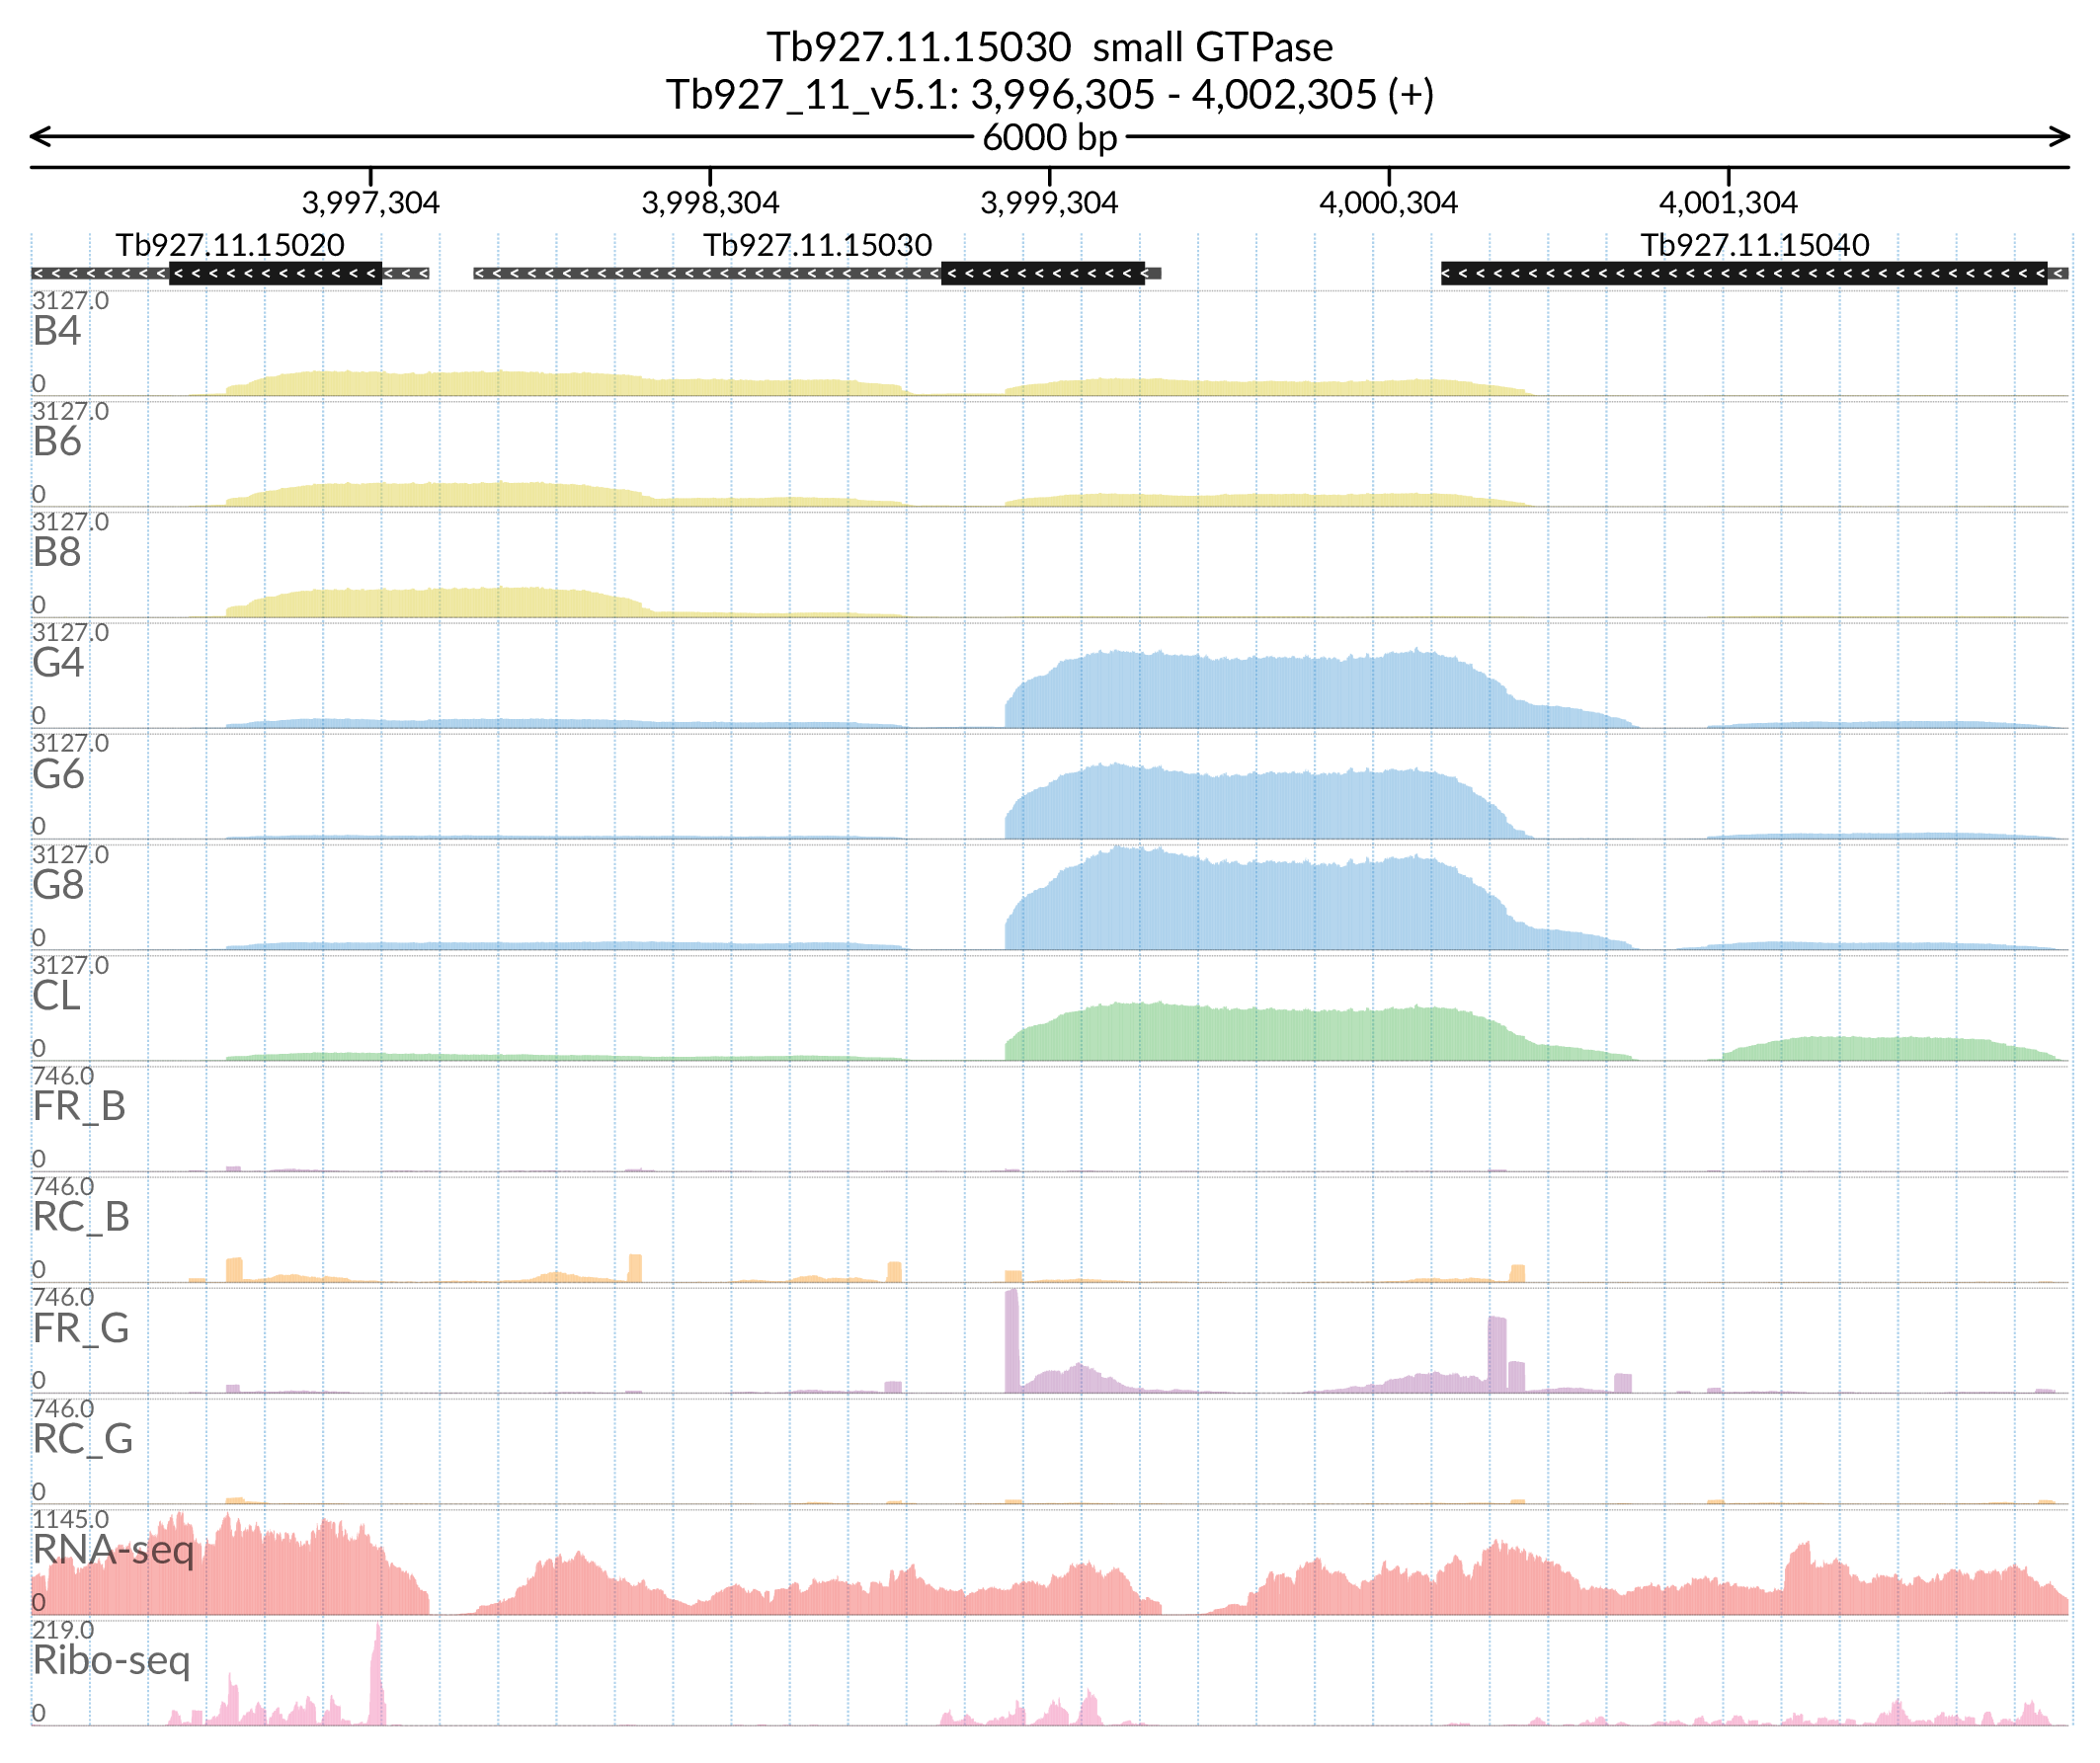 Tb927.11.15030 small GTPase
Tb927_11_v5.1: 3,996,305 - 4,002,305 (+)
6000 bp
3,997,304 3,998,304 3,999,304 4,000,304 4,001,304
Tb927.11.15020 Tb927.11.15030 Tb927.11.15040
3127.0
B4
0
3127.0
B6
0
3127.0
B8
0
3127.0
G4
0
3127.0
G6
0
3127.0
G8
0
3127.0
CL
0
746.0
FR_B
0
746.0
RC_B
0
746.0
FR_G
0
746.0
RC_G
0
1145.0
RNA-seq
0
219.0
Ribo-seq
0